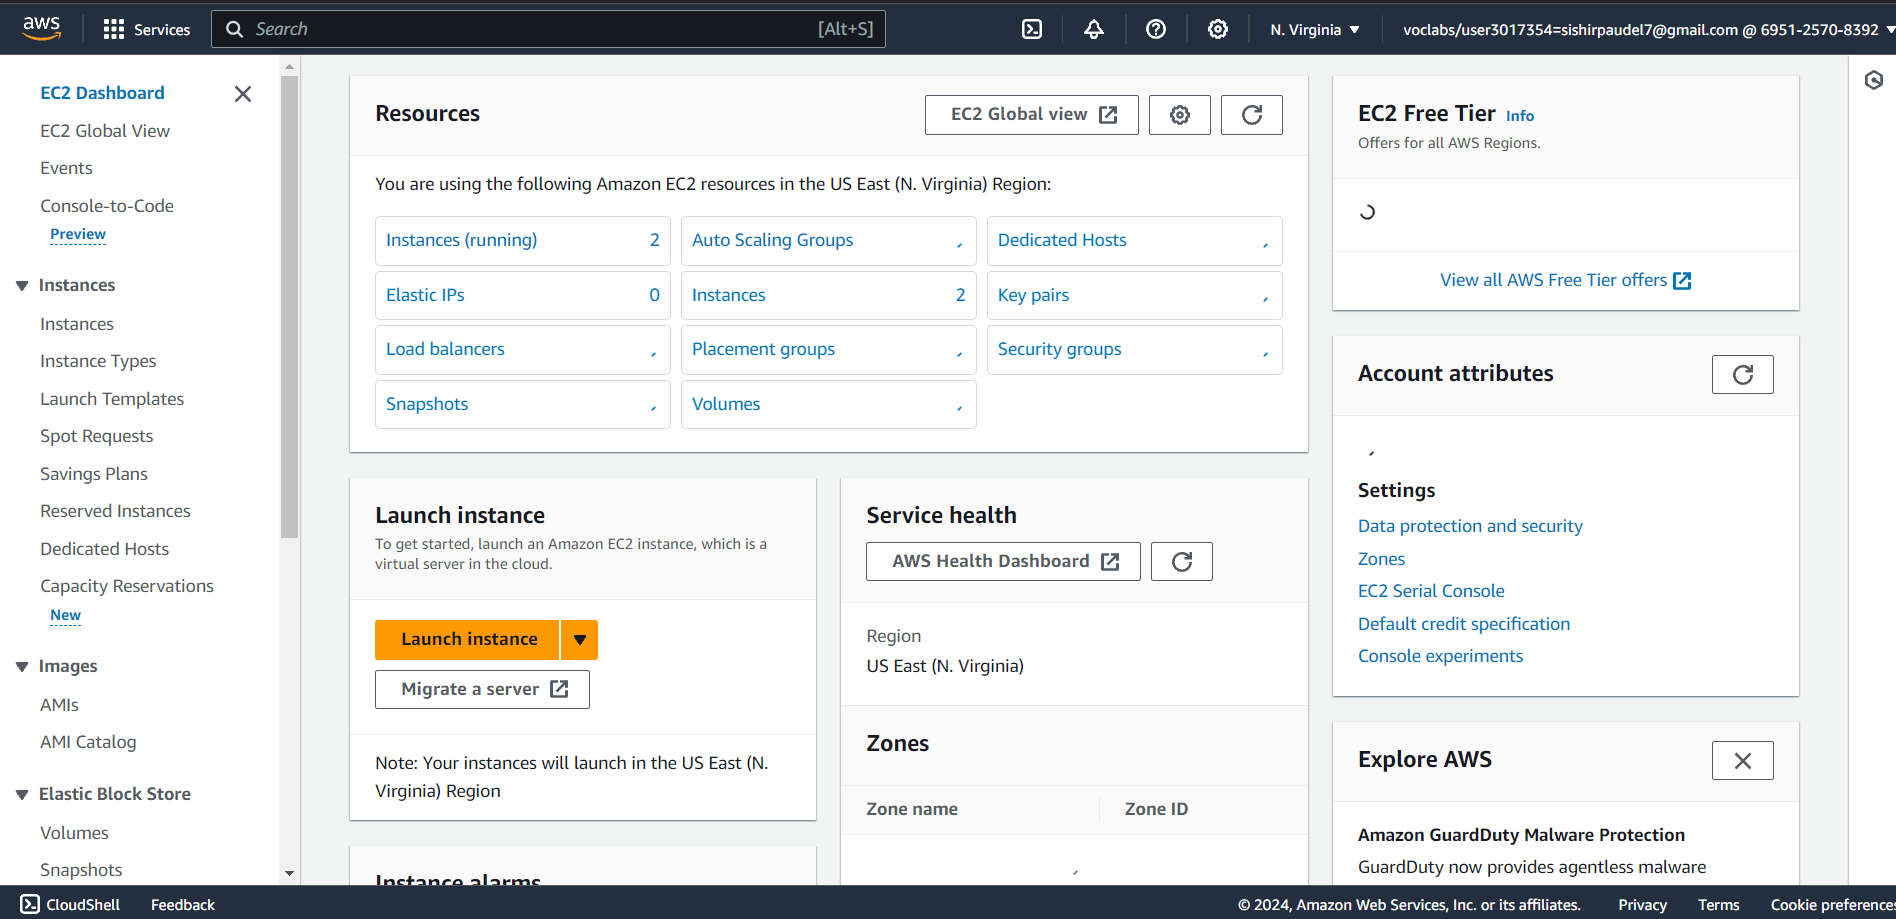 aws
Services
Search
[Alt+S]
N. Virginia
voclabs/user3017354=sishirpaudel7@gmail.com @ 6951-2570-8392
EC2 Dashboard
EC2 Global View
Events
Console-to-Code
Preview
Instances
Instances
Instance Types
Launch Templates
Spot Requests
Savings Plans
Reserved Instances
Dedicated Hosts
Capacity Reservations
New
Images
AMIs
AMI Catalog
Elastic Block Store
Volumes
Snapshots
Resources
EC2 Global view
You are using the following Amazon EC2 resources in the US East (N. Virginia) Region:
Instances (running) 2
Auto Scaling Groups
Dedicated Hosts
Elastic IPs 0
Instances 2
Key pairs
Load balancers
Placement groups
Security groups
Snapshots
Volumes
Launch instance
To get started, launch an Amazon EC2 instance, which is a
virtual server in the cloud.
Launch instance
Migrate a server
Note: Your instances will launch in the US East (N.
Virginia) Region
Instance alarms
Service health
AWS Health Dashboard
Region
US East (N. Virginia)
Zones
Zone name
Zone ID
EC2 Free Tier Info
Offers for all AWS Regions.
View all AWS Free Tier offers
Account attributes
Settings
Data protection and security
Zones
EC2 Serial Console
Default credit specification
Console experiments
Explore AWS
Amazon GuardDuty Malware Protection
GuardDuty now provides agentless malware
CloudShell
Feedback
© 2024, Amazon Web Services, Inc. or its affiliates.
Privacy
Terms
Cookie preferences